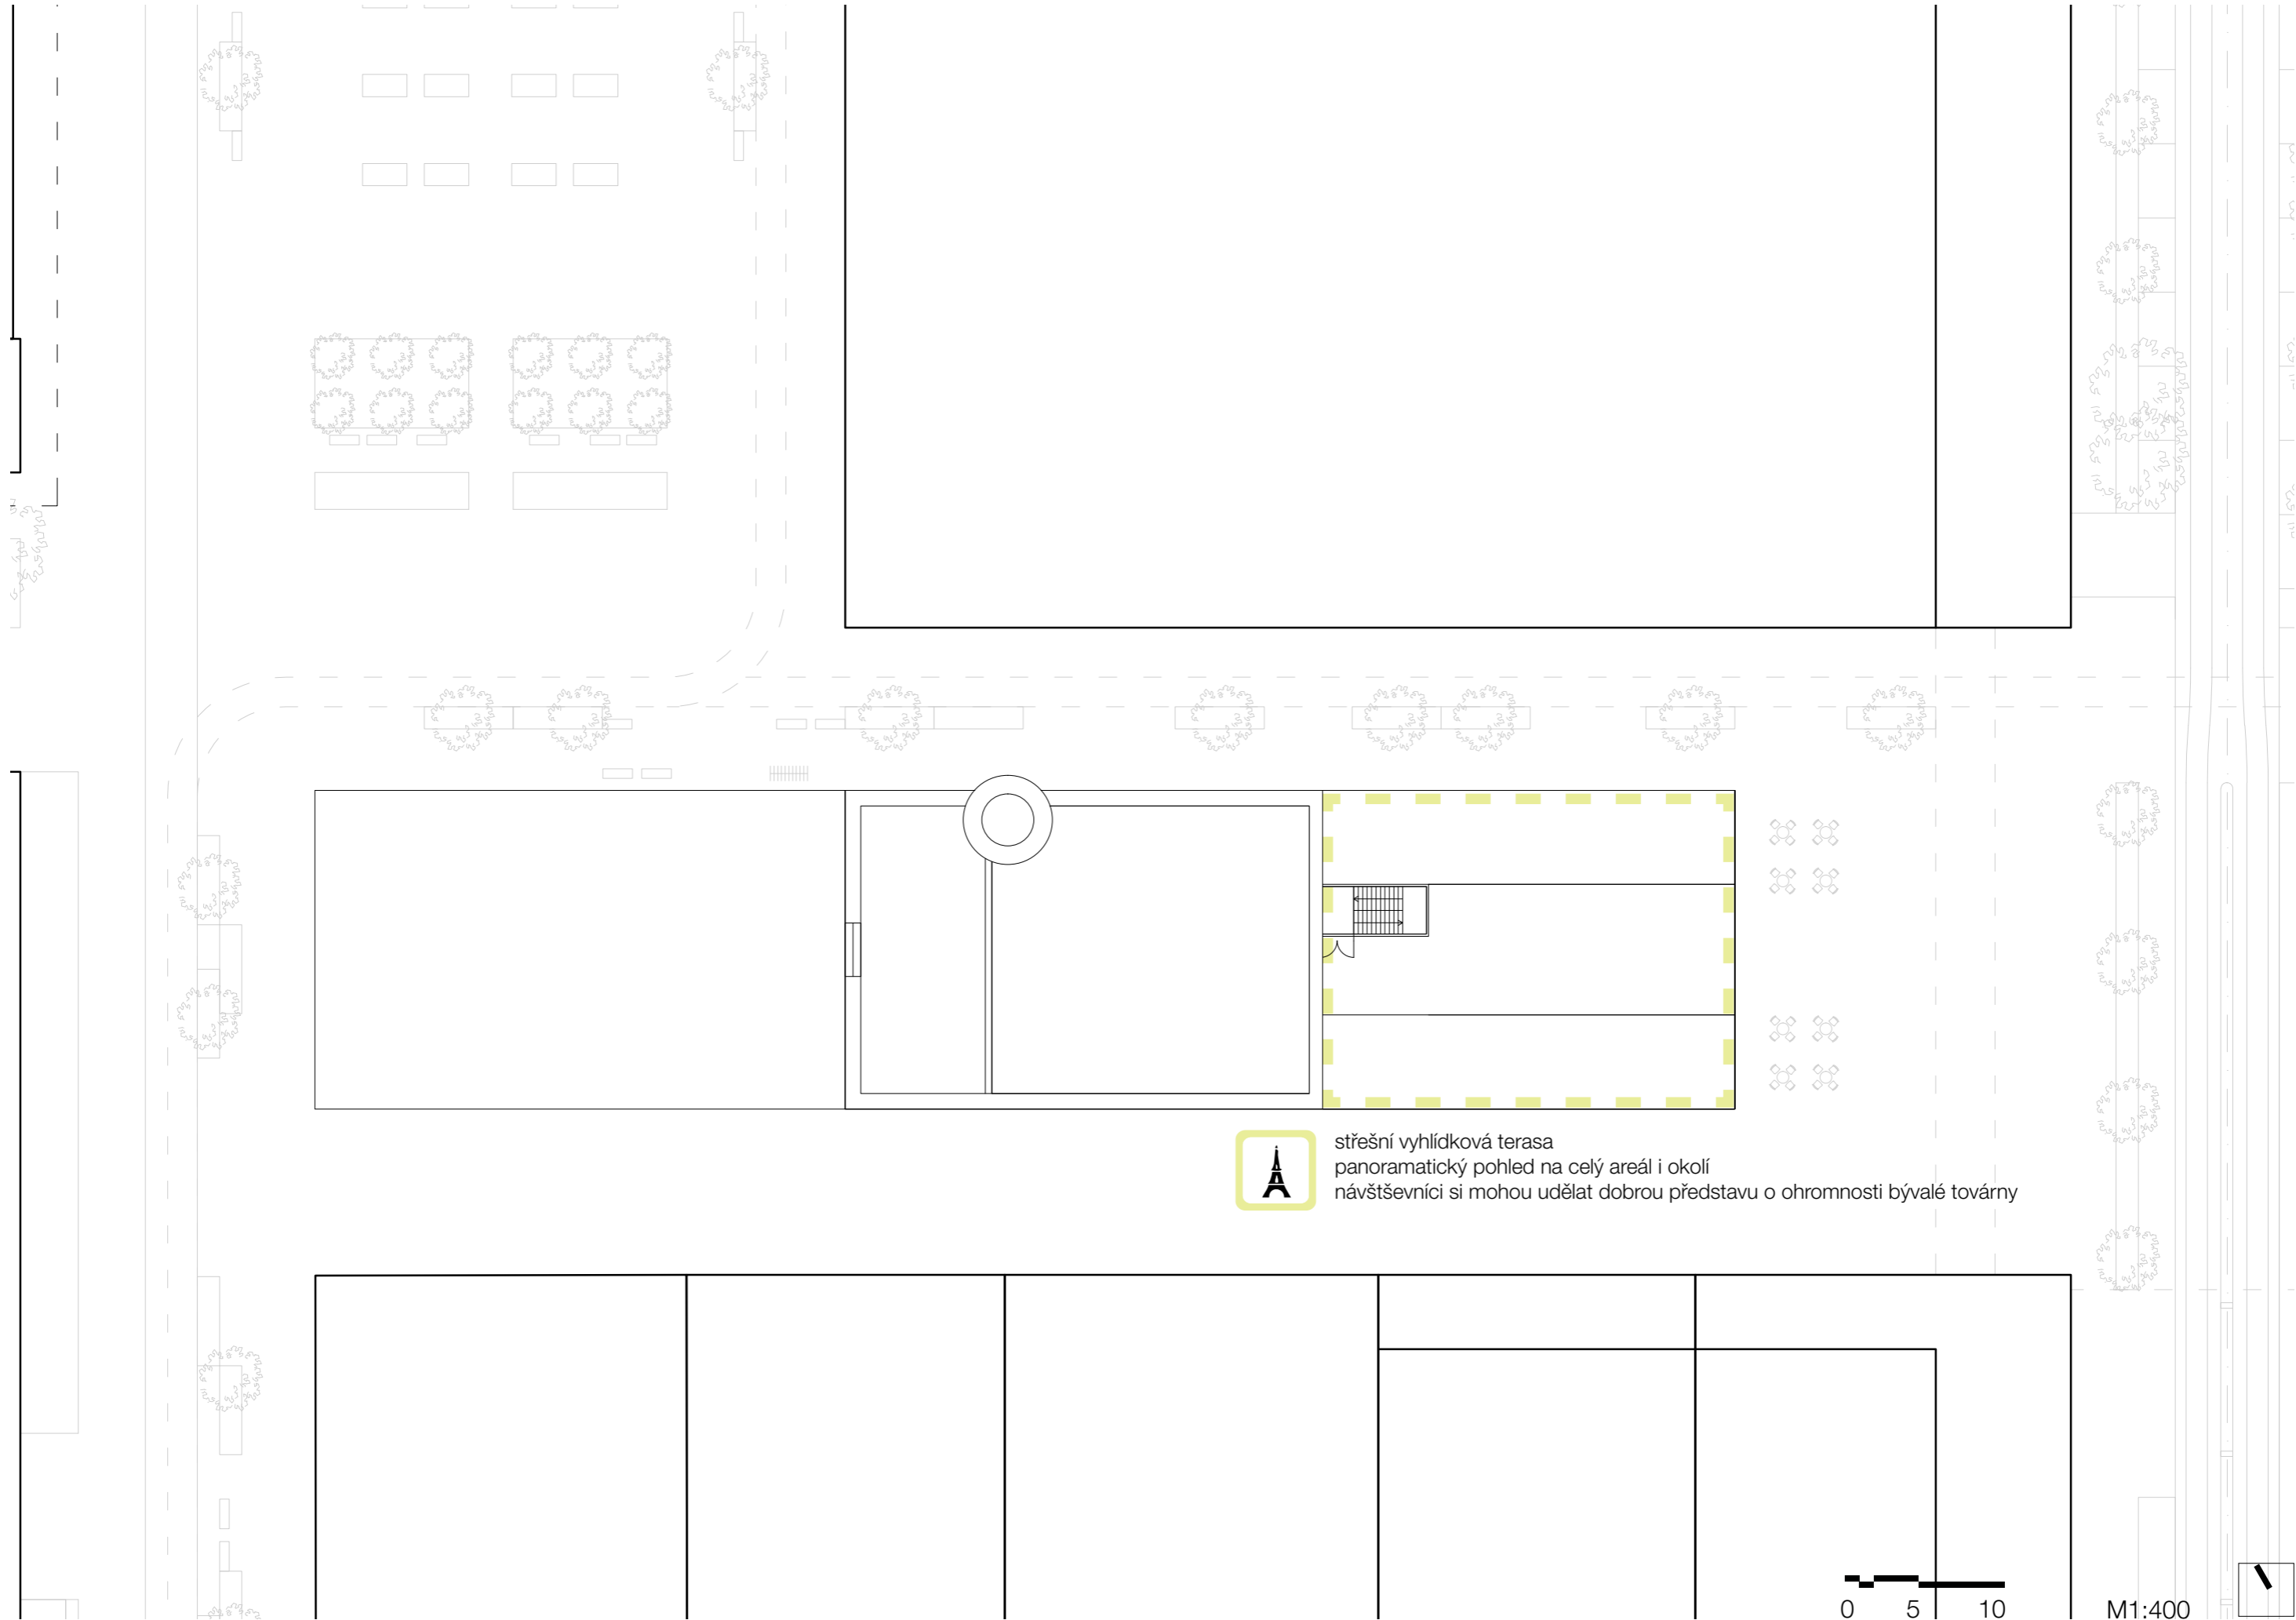 střešní vyhlídková terasa
panoramatický pohled na celý areál i okolí
návštševníci si mohou udělat dobrou představu o ohromnosti bývalé továrny
0 5 10
M1:400